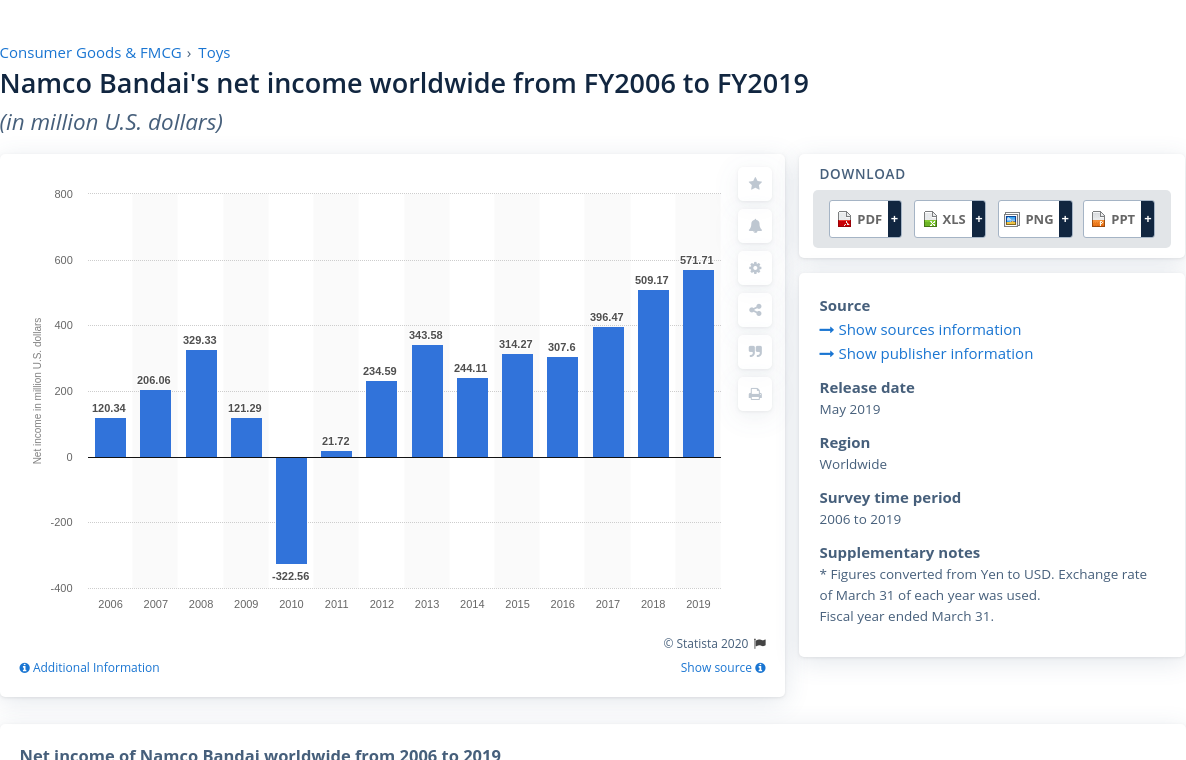 Consumer Goods & FMCG › Toys
Namco Bandai's net income worldwide from FY2006 to FY2019
(in million U.S. dollars)
800
600
400
200
0
-200
-400
Net income in million U.S. dollars
120.34
206.06
329.33
121.29
-322.56
21.72
234.59
343.58
244.11
314.27
307.6
396.47
509.17
571.71
2006 2007 2008 2009 2010 2011 2012 2013 2014 2015 2016 2017 2018 2019
© Statista 2020
Additional Information
Show source
DOWNLOAD
PDF + XLS + PNG + PPT +
Source
Show sources information
Show publisher information
Release date
May 2019
Region
Worldwide
Survey time period
2006 to 2019
Supplementary notes
* Figures converted from Yen to USD. Exchange rate
of March 31 of each year was used.
Fiscal year ended March 31.
Net income of Namco Bandai worldwide from 2006 to 2019